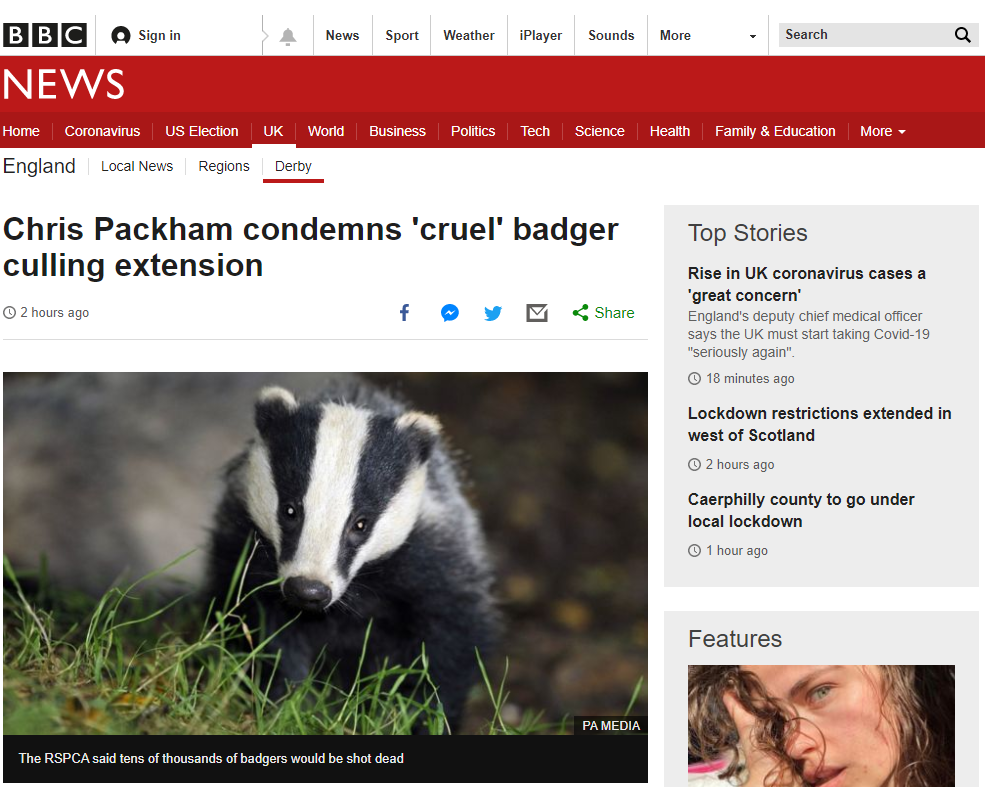 BBC
Sign in
News
Sport
Weather
iPlayer
Sounds
More
Search
NEWS
Home
Coronavirus
US Election
UK
World
Business
Politics
Tech
Science
Health
Family & Education
More
England
Local News
Regions
Derby
Chris Packham condemns 'cruel' badger
culling extension
2 hours ago
Share
PA MEDIA
The RSPCA said tens of thousands of badgers would be shot dead
Top Stories
Rise in UK coronavirus cases a
'great concern'
England's deputy chief medical officer
says the UK must start taking Covid-19
"seriously again".
18 minutes ago
Lockdown restrictions extended in
west of Scotland
2 hours ago
Caerphilly county to go under
local lockdown
1 hour ago
Features